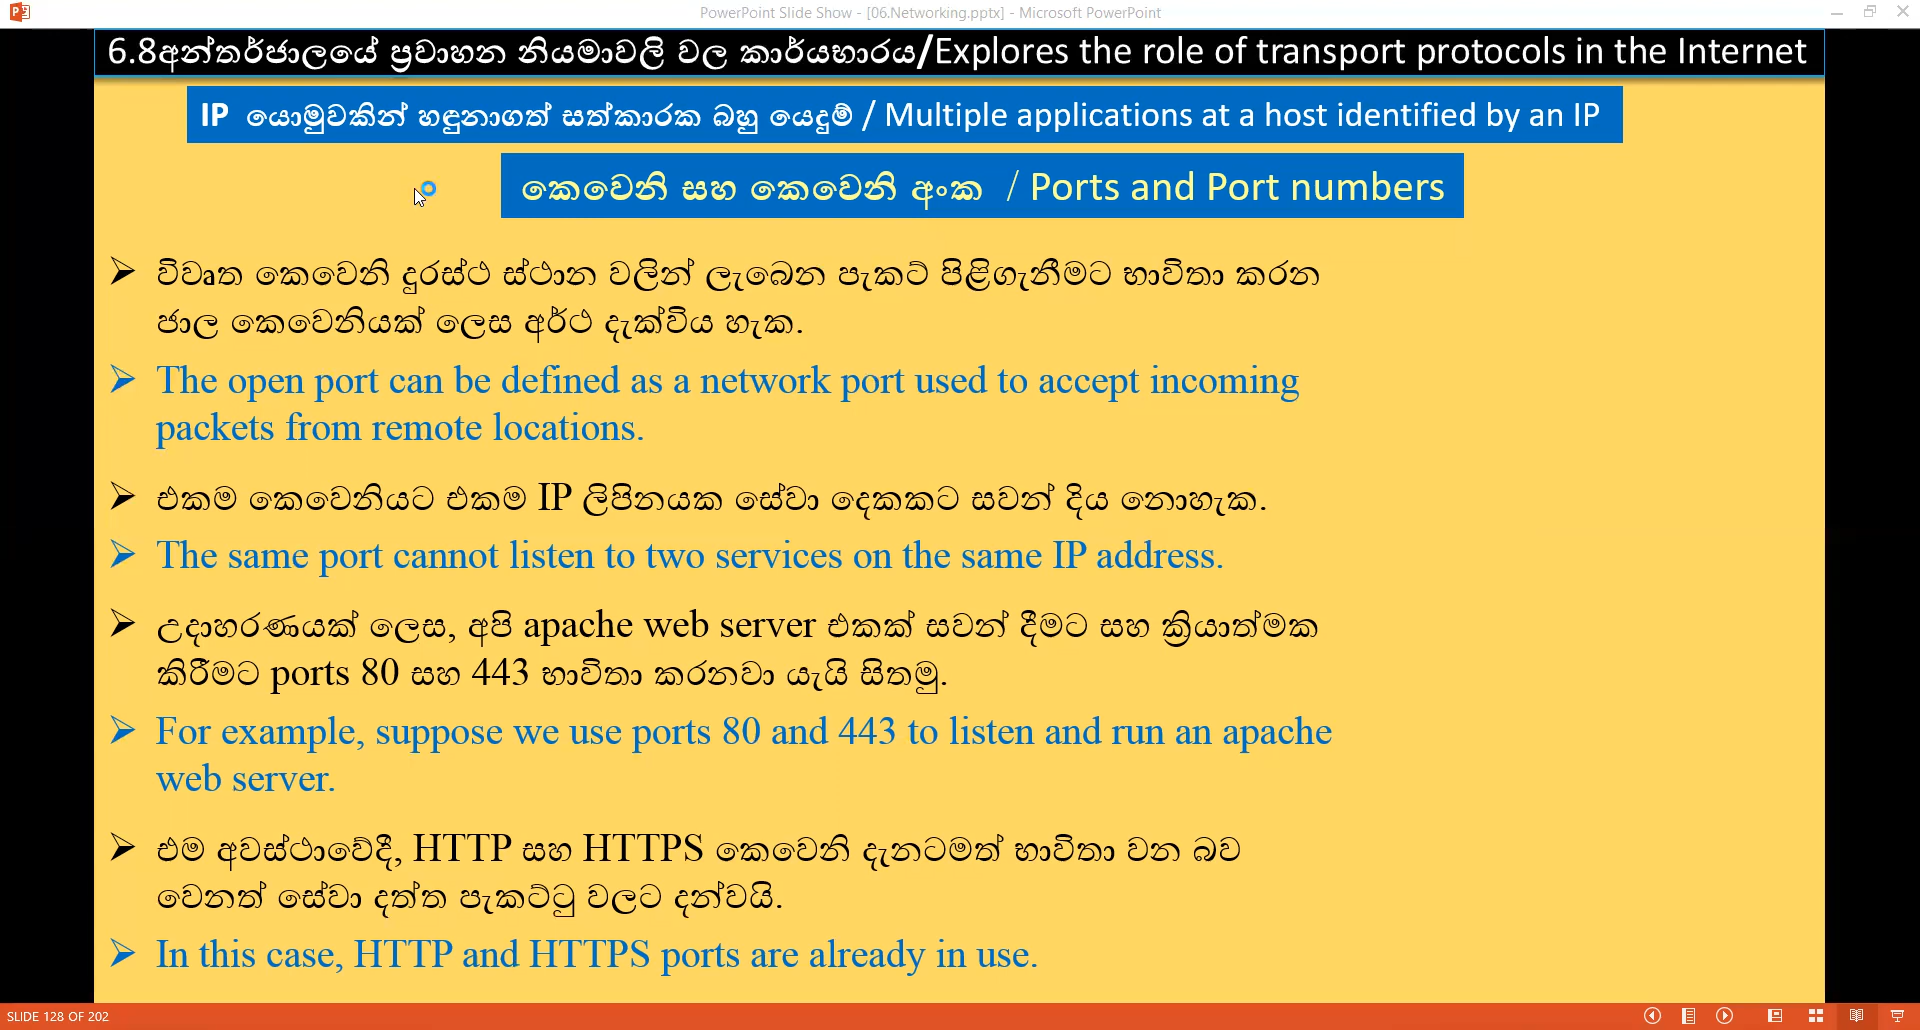 PowerPoint Slide Show - [06.Networking.pptx] - Microsoft PowerPoint
6.8අන්තර්ජාලයේ ප්‍රවාහන නියමාවලි වල කාර්යභාරය/Explores the role of transport protocols in the Internet
IP යොමුවකින් හඳුනාගත් සත්කාරක බහු යෙදුම් / Multiple applications at a host identified by an IP
කෙවෙනි සහ කෙවෙනි අංක / Ports and Port numbers
➢ විවෘත කෙවෙනි දුරස්ථ ස්ථාන වලින් ලැබෙන පැකට් පිළිගැනීමට භාවිතා කරන
ජාල කෙවෙනියක් ලෙස අර්ථ දැක්විය හැක.
➢ The open port can be defined as a network port used to accept incoming
packets from remote locations.
➢ එකම කෙවෙනියට එකම IP ලිපිනයක සේවා දෙකකට සවන් දිය නොහැක.
➢ The same port cannot listen to two services on the same IP address.
➢ උදාහරණයක් ලෙස, අපි apache web server එකක් සවන් දීමට සහ ක්‍රියාත්මක
කිරීමට ports 80 සහ 443 භාවිතා කරනවා යැයි සිතමු.
➢ For example, suppose we use ports 80 and 443 to listen and run an apache
web server.
➢ එම අවස්ථාවේදී, HTTP සහ HTTPS කෙවෙනි දැනටමත් භාවිතා වන බව
වෙනත් සේවා දත්ත පැකට්ටු වලට දන්වයි.
➢ In this case, HTTP and HTTPS ports are already in use.
SLIDE 128 OF 202